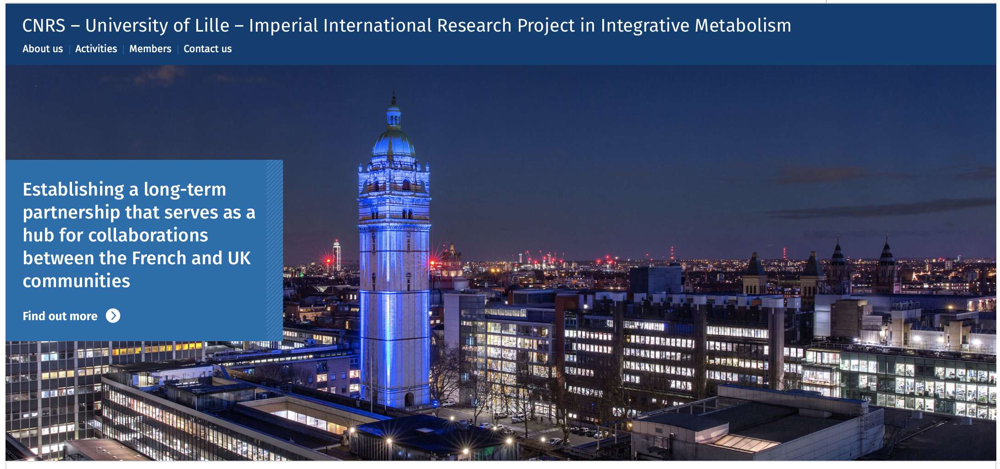 CNRS – University of Lille – Imperial International Research Project in Integrative Metabolism
About us | Activities | Members | Contact us
Establishing a long-term
partnership that serves as a
hub for collaborations
between the French and UK
communities
Find out more